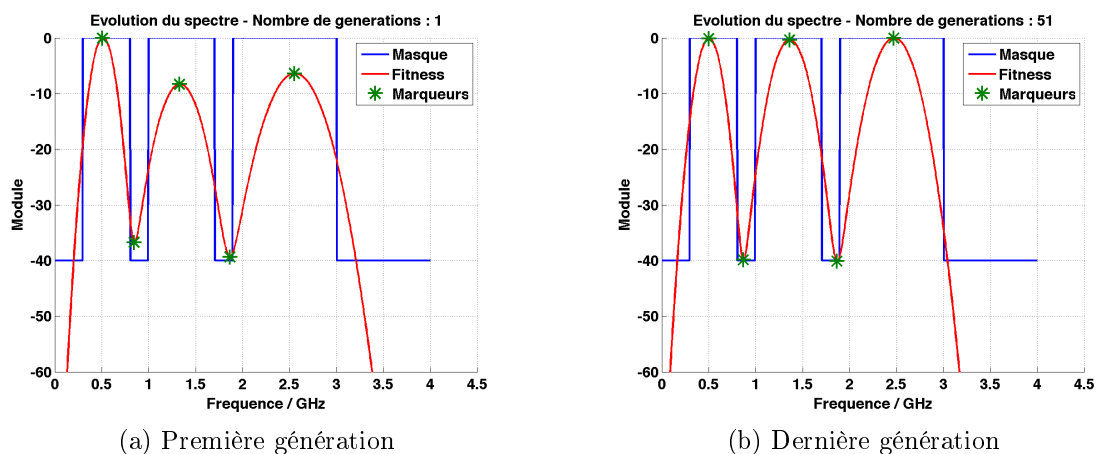 Evolution du spectre - Nombre de generations : 1
0
-10
-20
-30
-40
-50
-60
Module
Masque
Fitness
Marqueurs
0 0.5 1 1.5 2 2.5 3 3.5 4 4.5
Frequence / GHz
(a) Première génération
Evolution du spectre - Nombre de generations : 51
0
-10
-20
-30
-40
-50
-60
Module
Masque
Fitness
Marqueurs
0 0.5 1 1.5 2 2.5 3 3.5 4 4.5
Frequence / GHz
(b) Dernière génération